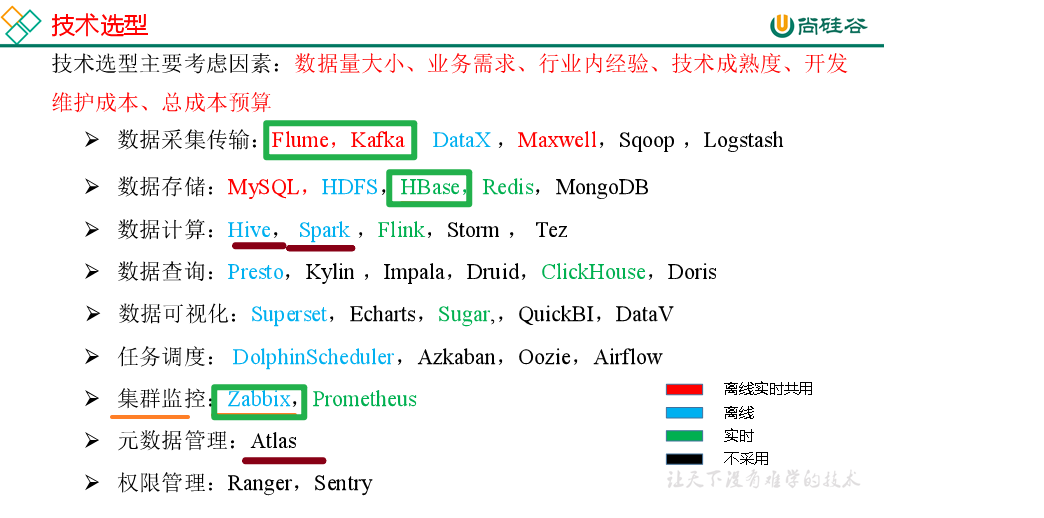 技术选型
尚硅谷
技术选型主要考虑因素：数据量大小、业务需求、行业内经验、技术成熟度、开发
维护成本、总成本预算
➢ 数据采集传输：Flume，Kafka DataX ，Maxwell，Sqoop ，Logstash
➢ 数据存储：MySQL，HDFS，HBase，Redis，MongoDB
➢ 数据计算：Hive， Spark ，Flink，Storm ， Tez
➢ 数据查询：Presto，Kylin ，Impala，Druid，ClickHouse，Doris
➢ 数据可视化：Superset，Echarts，Sugar,，QuickBI，DataV
➢ 任务调度：DolphinScheduler，Azkaban，Oozie，Airflow
➢ 集群监控：Zabbix，Prometheus
➢ 元数据管理：Atlas
➢ 权限管理：Ranger，Sentry
离线实时共用
离线
实时
不采用
让天下没有难学的技术